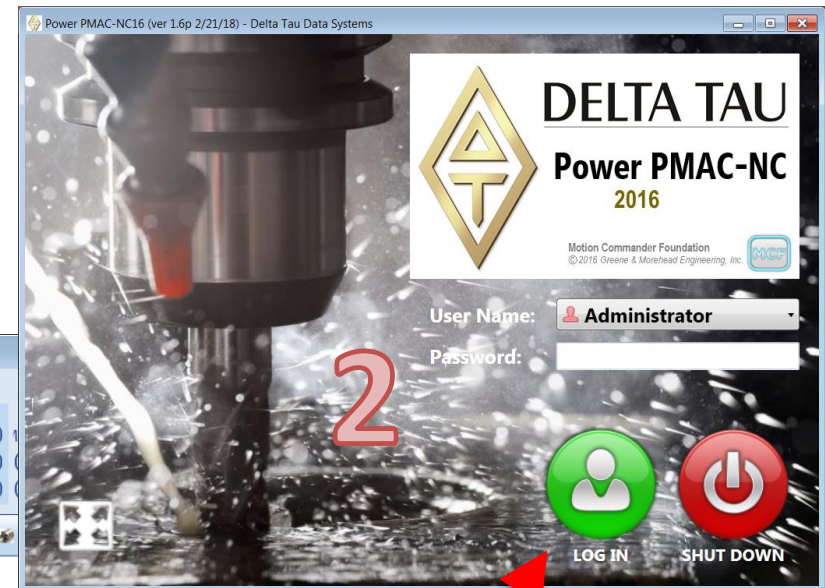 Power PMAC-NC16 (ver 1.6p 2/21/18) - Delta Tau Data Systems
DELTA TAU
Power PMAC-NC
2016
Motion Commander Foundation
©2016 Greene & Morehead Engineering, Inc.
MCF
User Name:
Administrator
Password:
2
LOG IN
SHUT DOWN